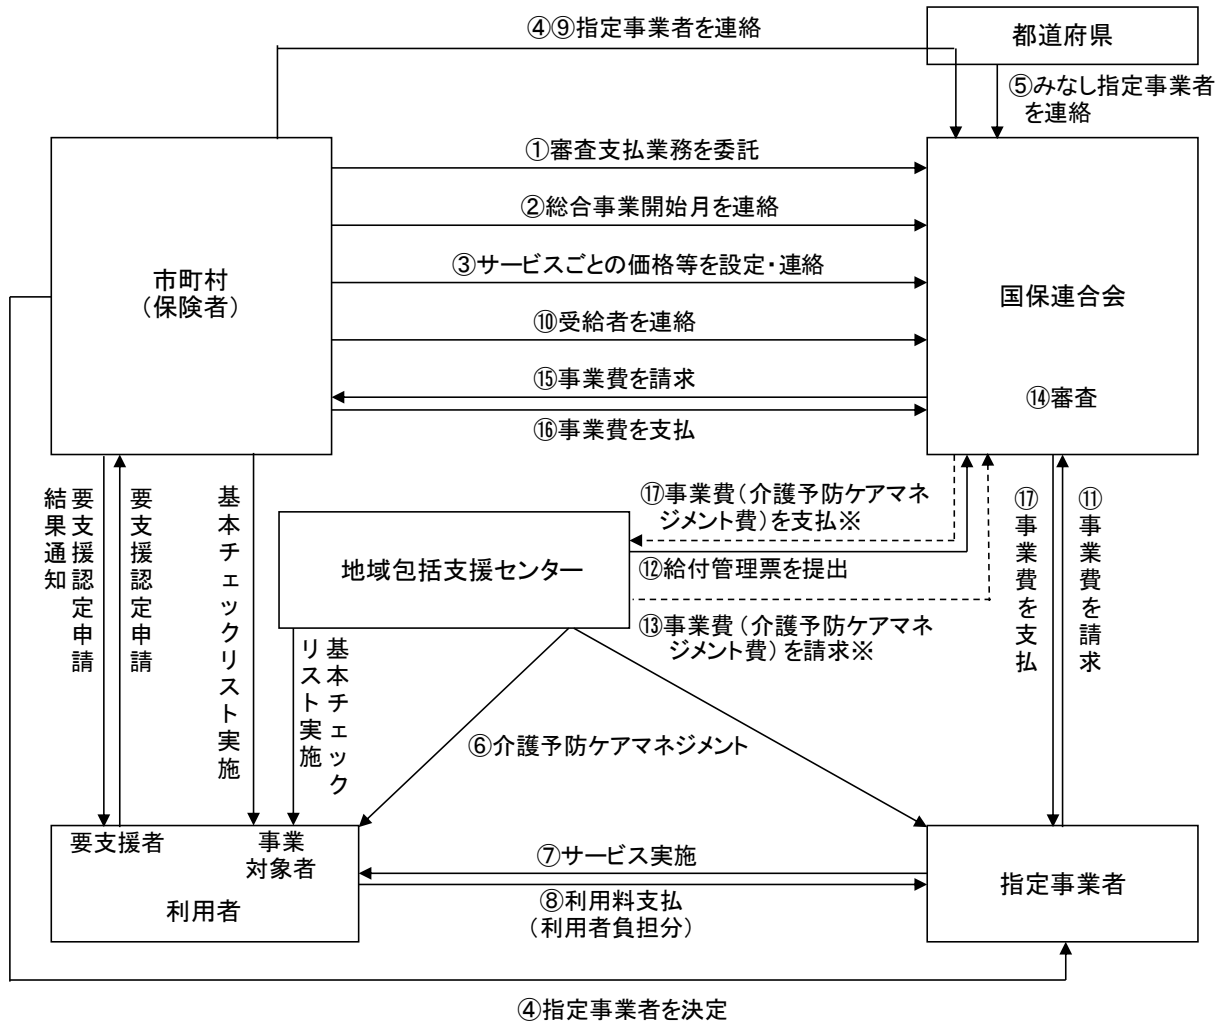 ④⑨指定事業者を連絡
都道府県
⑤みなし指定事業者
を連絡
①審査支払業務を委託
②総合事業開始月を連絡
③サービスごとの価格等を設定・連絡
市町村
（保険者）
国保連合会
⑩受給者を連絡
⑮事業費を請求
⑭審査
⑯事業費を支払
要支援認定申請
結果通知
要支援認定申請
基本チェックリスト実施
⑰事業費（介護予防ケアマネ
ジメント費）を支払※
地域包括支援センター
⑫給付管理票を提出
⑬事業費（介護予防ケアマネ
ジメント費）を請求※
⑰事業費を支払
⑪事業費を請求
基本チェック
リスト実施
⑥介護予防ケアマネジメント
要支援者
事業
対象者
利用者
⑦サービス実施
⑧利用料支払
（利用者負担分）
指定事業者
④指定事業者を決定